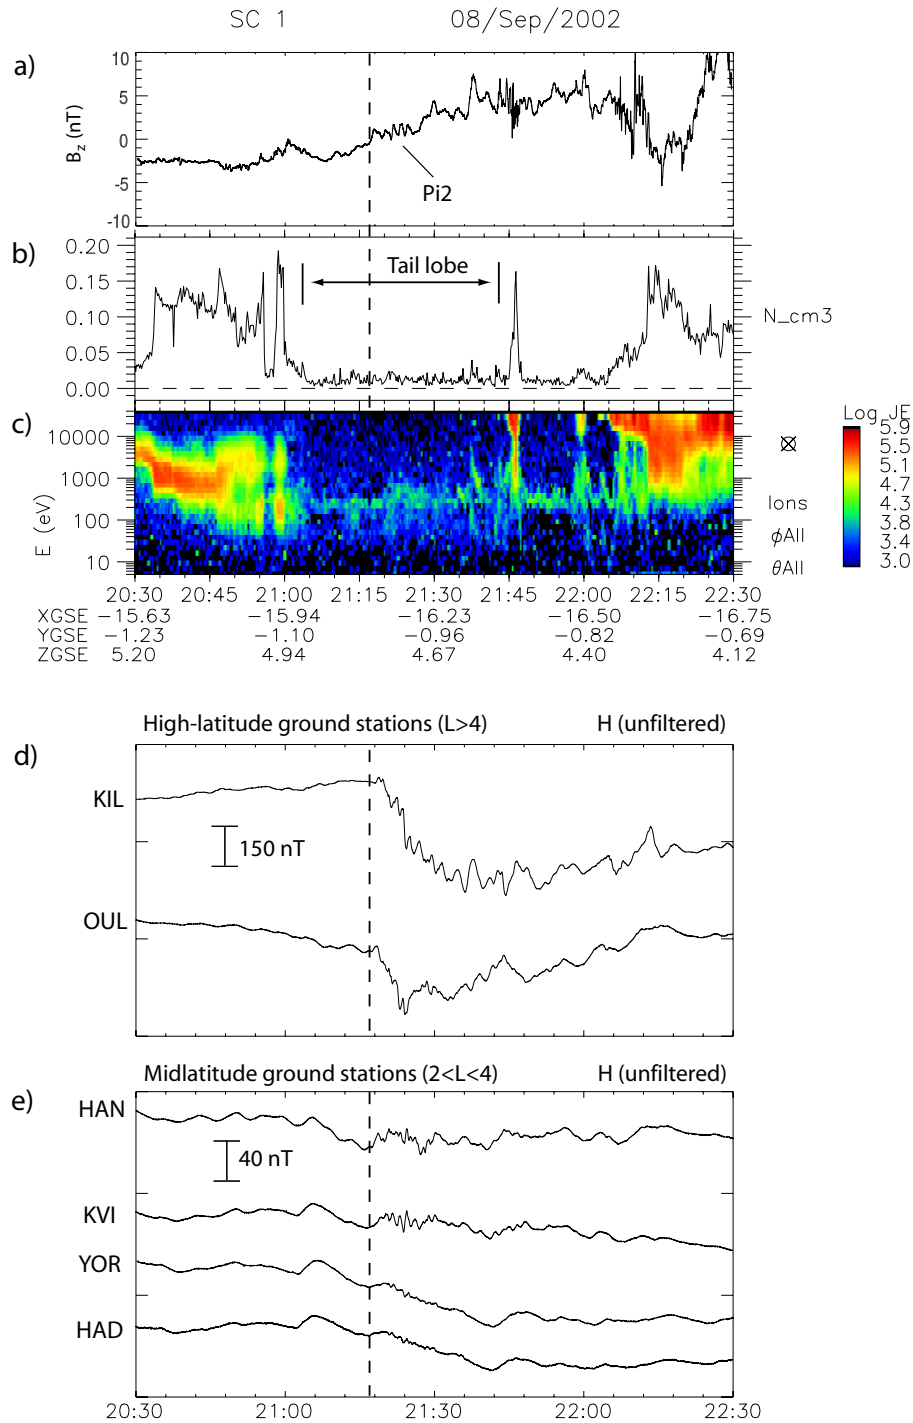 SC 1 08/Sep/2002
a)
10
5
0
-5
-10
Bz (nT)
Pi2
b)
0.20
0.15
0.10
0.05
0.00
Tail lobe
N_cm3
c)
10000
1000
100
10
E (eV)
Ions
φAll
θAll
Log JE
5.9
5.5
5.1
4.7
4.3
3.8
3.4
3.0
20:30 20:45 21:00 21:15 21:30 21:45 22:00 22:15 22:30
XGSE −15.63 −15.94 −16.23 −16.50 −16.75
YGSE −1.23 −1.10 −0.96 −0.82 −0.69
ZGSE 5.20 4.94 4.67 4.40 4.12
High-latitude ground stations (L>4) H (unfiltered)
d)
KIL
150 nT
OUL
Midlatitude ground stations (2<L<4) H (unfiltered)
e)
HAN
40 nT
KVI
YOR
HAD
20:30 21:00 21:30 22:00 22:30